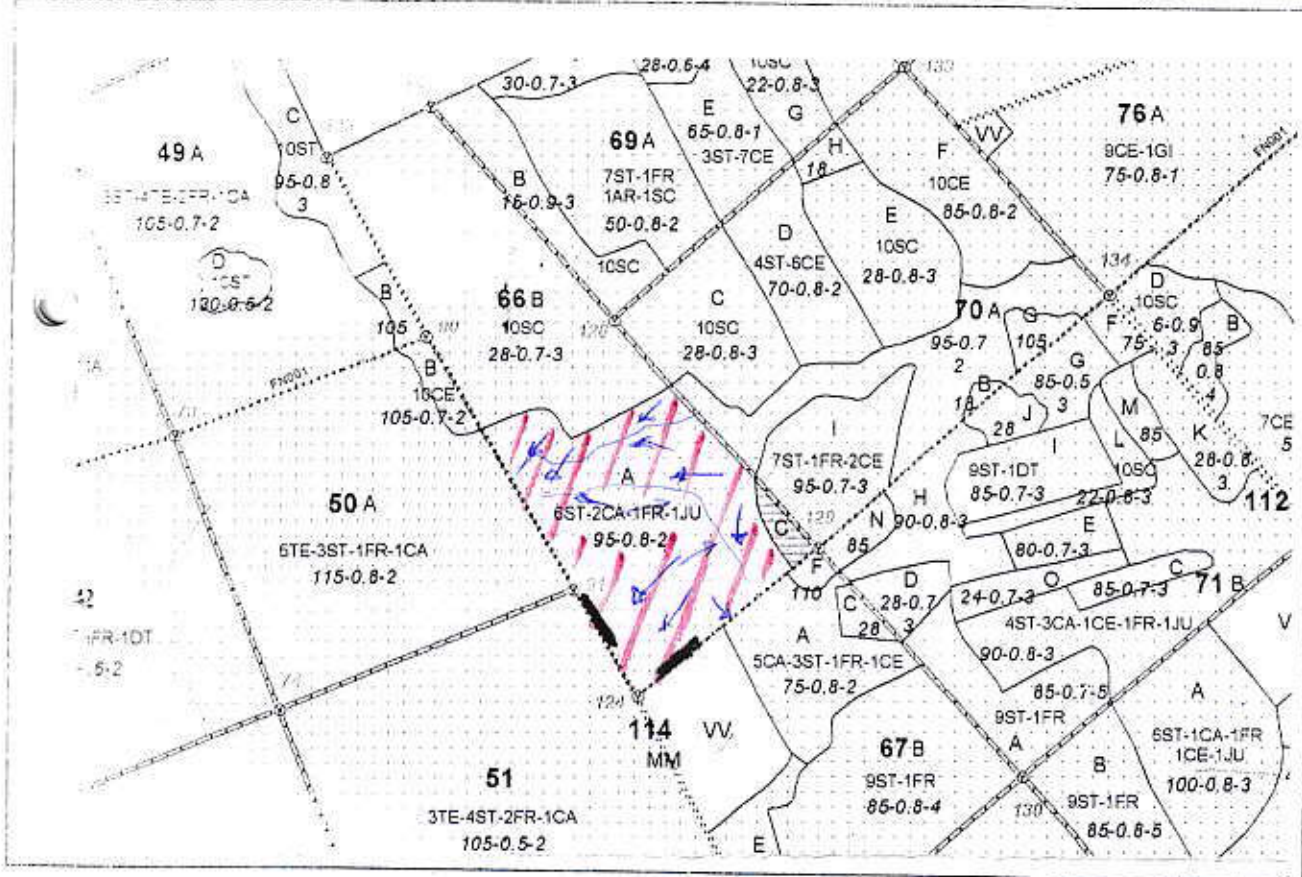 30-0.7-3
28-0.6-4
10SC
22-0.8-3
133
C
10ST
95-0.8
3
49 A
105-0.7-2
D
B
15-0.9-3
69 A
7ST-1FR
1AR-1SC
50-0.8-2
10SC
E
65-0.8-1
3ST-7CE
G
H
18
F
10CE
85-0.8-2
VV
76 A
9CE-1GI
75-0.8-1
FN001
D
4ST-6CE
70-0.8-2
E
10SC
28-0.8-3
134
B
105
66 B
10SC
28-0.7-3
C
10SC
28-0.8-3
70 A
95-0.7
2
G
105
F
75
D
10SC
6-0.9
3
B
85
0.8
4
FN001
B
10CE
105-0.7-2
G
85-0.5
3
B
13
J
28
M
85
L
10SC
22-0.8-3
K
28-0.8
3
7CE
5
112
I
7ST-1FR-2CE
95-0.7-3
I
9ST-1DT
85-0.7-3
A
6ST-2CA-1FR-1JU
95-0.8-2
50 A
5TE-3ST-1FR-1CA
115-0.8-2
129
C
N
85
H
90-0.8-3
E
80-0.7-3
F
110
D
28-0.7
3
C
28
O
24-0.7-3
C
85-0.7-3
71 B
4ST-3CA-1CE-1FR-1JU
90-0.8-3
1FR-1DT
A
5CA-3ST-1FR-1CE
75-0.8-2
85-0.7-5
9ST-1FR
A
124
114
MM
VV
67 B
9ST-1FR
85-0.8-4
A
6ST-1CA-1FR
1CE-1JU
100-0.8-3
V
51
3TE-4ST-2FR-1CA
105-0.5-2
130
B
9ST-1FR
85-0.8-5
E